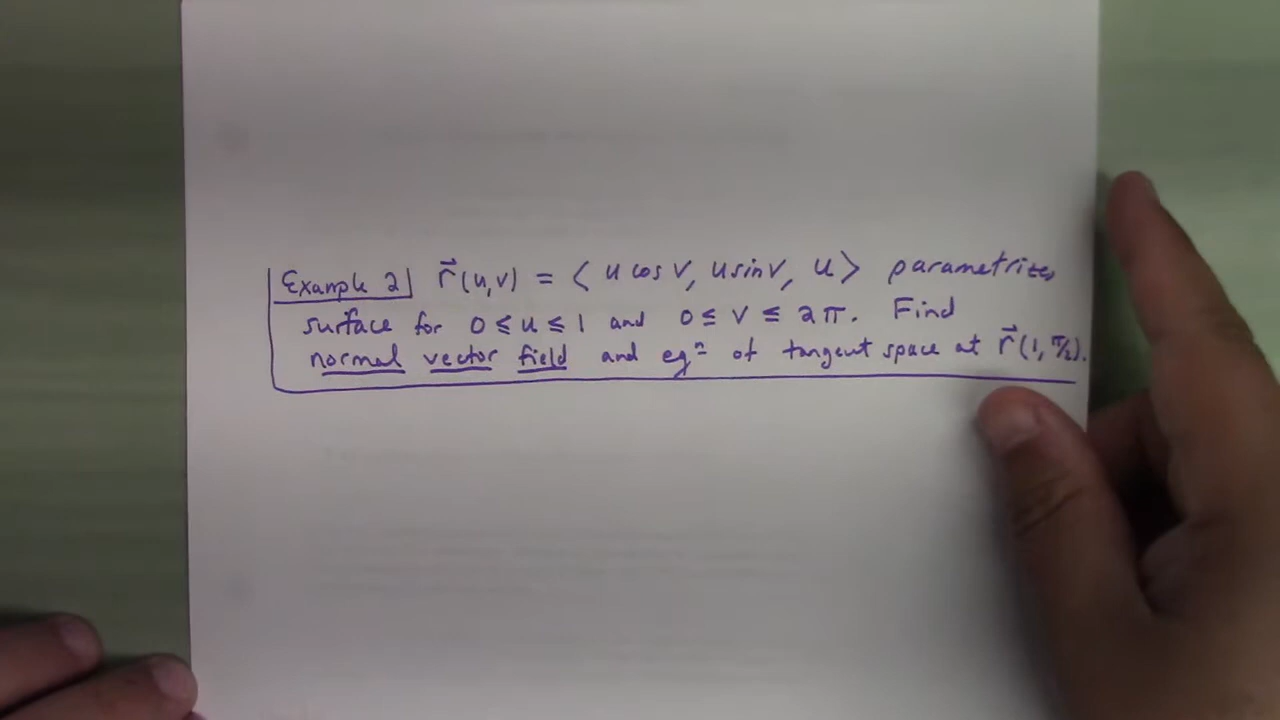 Example 2 r⃗(u,v) = ⟨ u cos v, u sin v, u ⟩ parametrizes
surface for 0 ≤ u ≤ 1 and 0 ≤ v ≤ 2π. Find
normal vector field and eqⁿ of tangent space at r⃗(1, π/2).